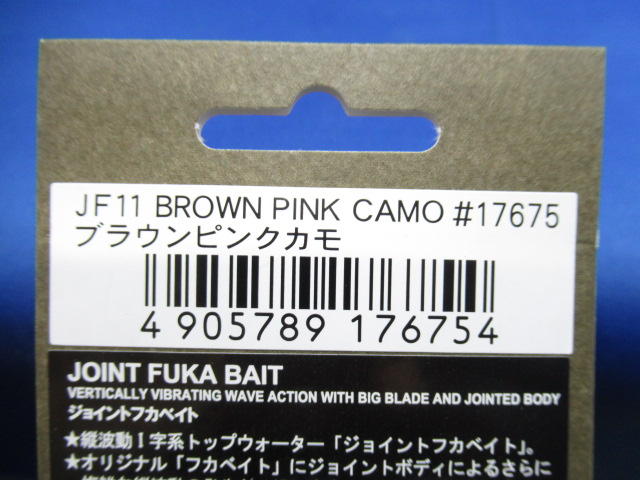 JF11 BROWN PINK CAMO #17675
ブラウンピンクカモ
4 905789 176754
JOINT FUKA BAIT
VERTICALLY VIBRATING WAVE ACTION WITH BIG BLADE AND JOINTED BODY
ジョイントフカベイト
★縦波動I字系トップウォーター「ジョイントフカベイト」。
★オリジナル「フカベイト」にジョイントボディによるさらに